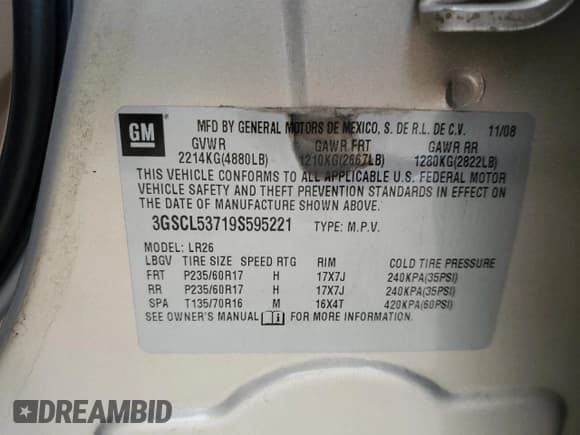 GM
MFD BY GENERAL MOTORS DE MEXICO, S. DE R.L. DE C.V. 11/08
GVWR GAWR FRT GAWR RR
2214KG(4880LB) 1210KG(2667LB) 1280KG(2822LB)
THIS VEHICLE CONFORMS TO ALL APPLICABLE U.S. FEDERAL MOTOR
VEHICLE SAFETY AND THEFT PREVENTION STANDARDS IN EFFECT ON
THE DATE OF MANUFACTURE SHOWN ABOVE.
3GSCL53719S595221 TYPE: M.P.V.
MODEL: LR26
LBGV TIRE SIZE SPEED RTG RIM COLD TIRE PRESSURE
FRT P235/60R17 H 17X7J 240KPA(35PSI)
RR P235/60R17 H 17X7J 240KPA(35PSI)
SPA T135/70R16 M 16X4T 420KPA(60PSI)
SEE OWNER'S MANUAL FOR MORE INFORMATION.
DREAMBID